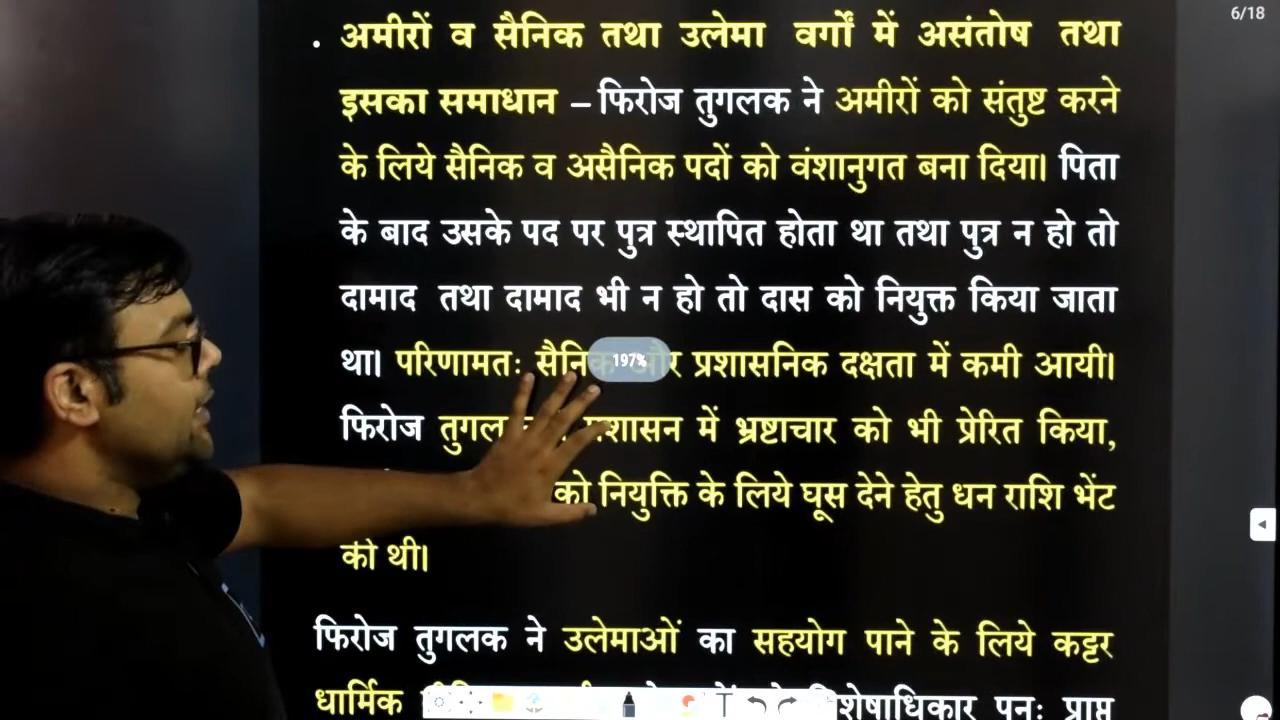 6/18
. अमीरों व सैनिक तथा उलेमा वर्गों में असंतोष तथा
इसका समाधान – फिरोज तुगलक ने अमीरों को संतुष्ट करने
के लिये सैनिक व असैनिक पदों को वंशानुगत बना दिया। पिता
के बाद उसके पद पर पुत्र स्थापित होता था तथा पुत्र न हो तो
दामाद तथा दामाद भी न हो तो दास को नियुक्त किया जाता
था। परिणामतः प्रशासनिक दक्षता में कमी आयी।
197%
फिरोज में भ्रष्टाचार को भी प्रेरित किया,
को नियुक्ति के लिये घूस देने हेतु धन राशि भेंट
की थी।
फिरोज तुगलक ने उलेमाओं का सहयोग पाने के लिये कट्टर
धार्मिक पुनः प्राप्त